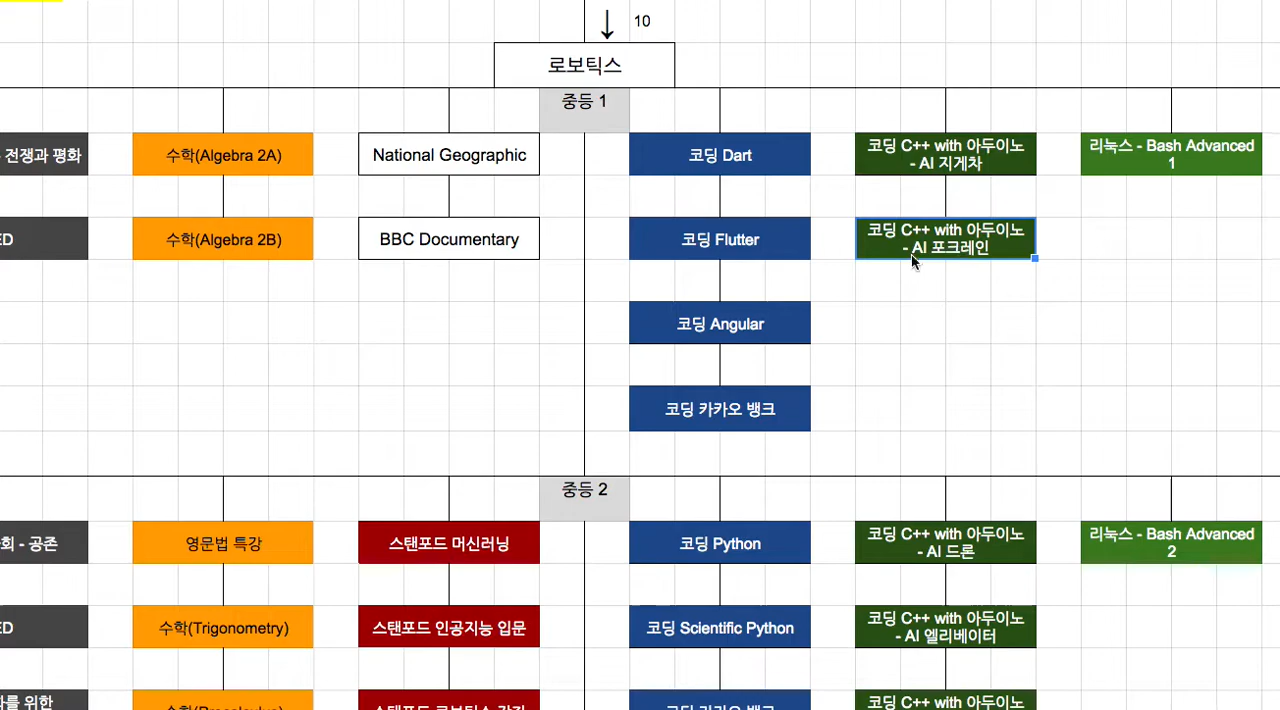 10
로보틱스
중등 1
전쟁과 평화
수학(Algebra 2A)
National Geographic
코딩 Dart
코딩 C++ with 아두이노
- AI 지게차
리눅스 - Bash Advanced
1
ED
수학(Algebra 2B)
BBC Documentary
코딩 Flutter
코딩 C++ with 아두이노
- AI 포크레인
코딩 Angular
코딩 카카오 뱅크
중등 2
회 - 공존
영문법 특강
스탠포드 머신러닝
코딩 Python
코딩 C++ with 아두이노
- AI 드론
리눅스 - Bash Advanced
2
ED
수학(Trigonometry)
스탠포드 인공지능 입문
코딩 Scientific Python
코딩 C++ with 아두이노
- AI 엘리베이터
를 위한
코딩 C++ with 아두이노